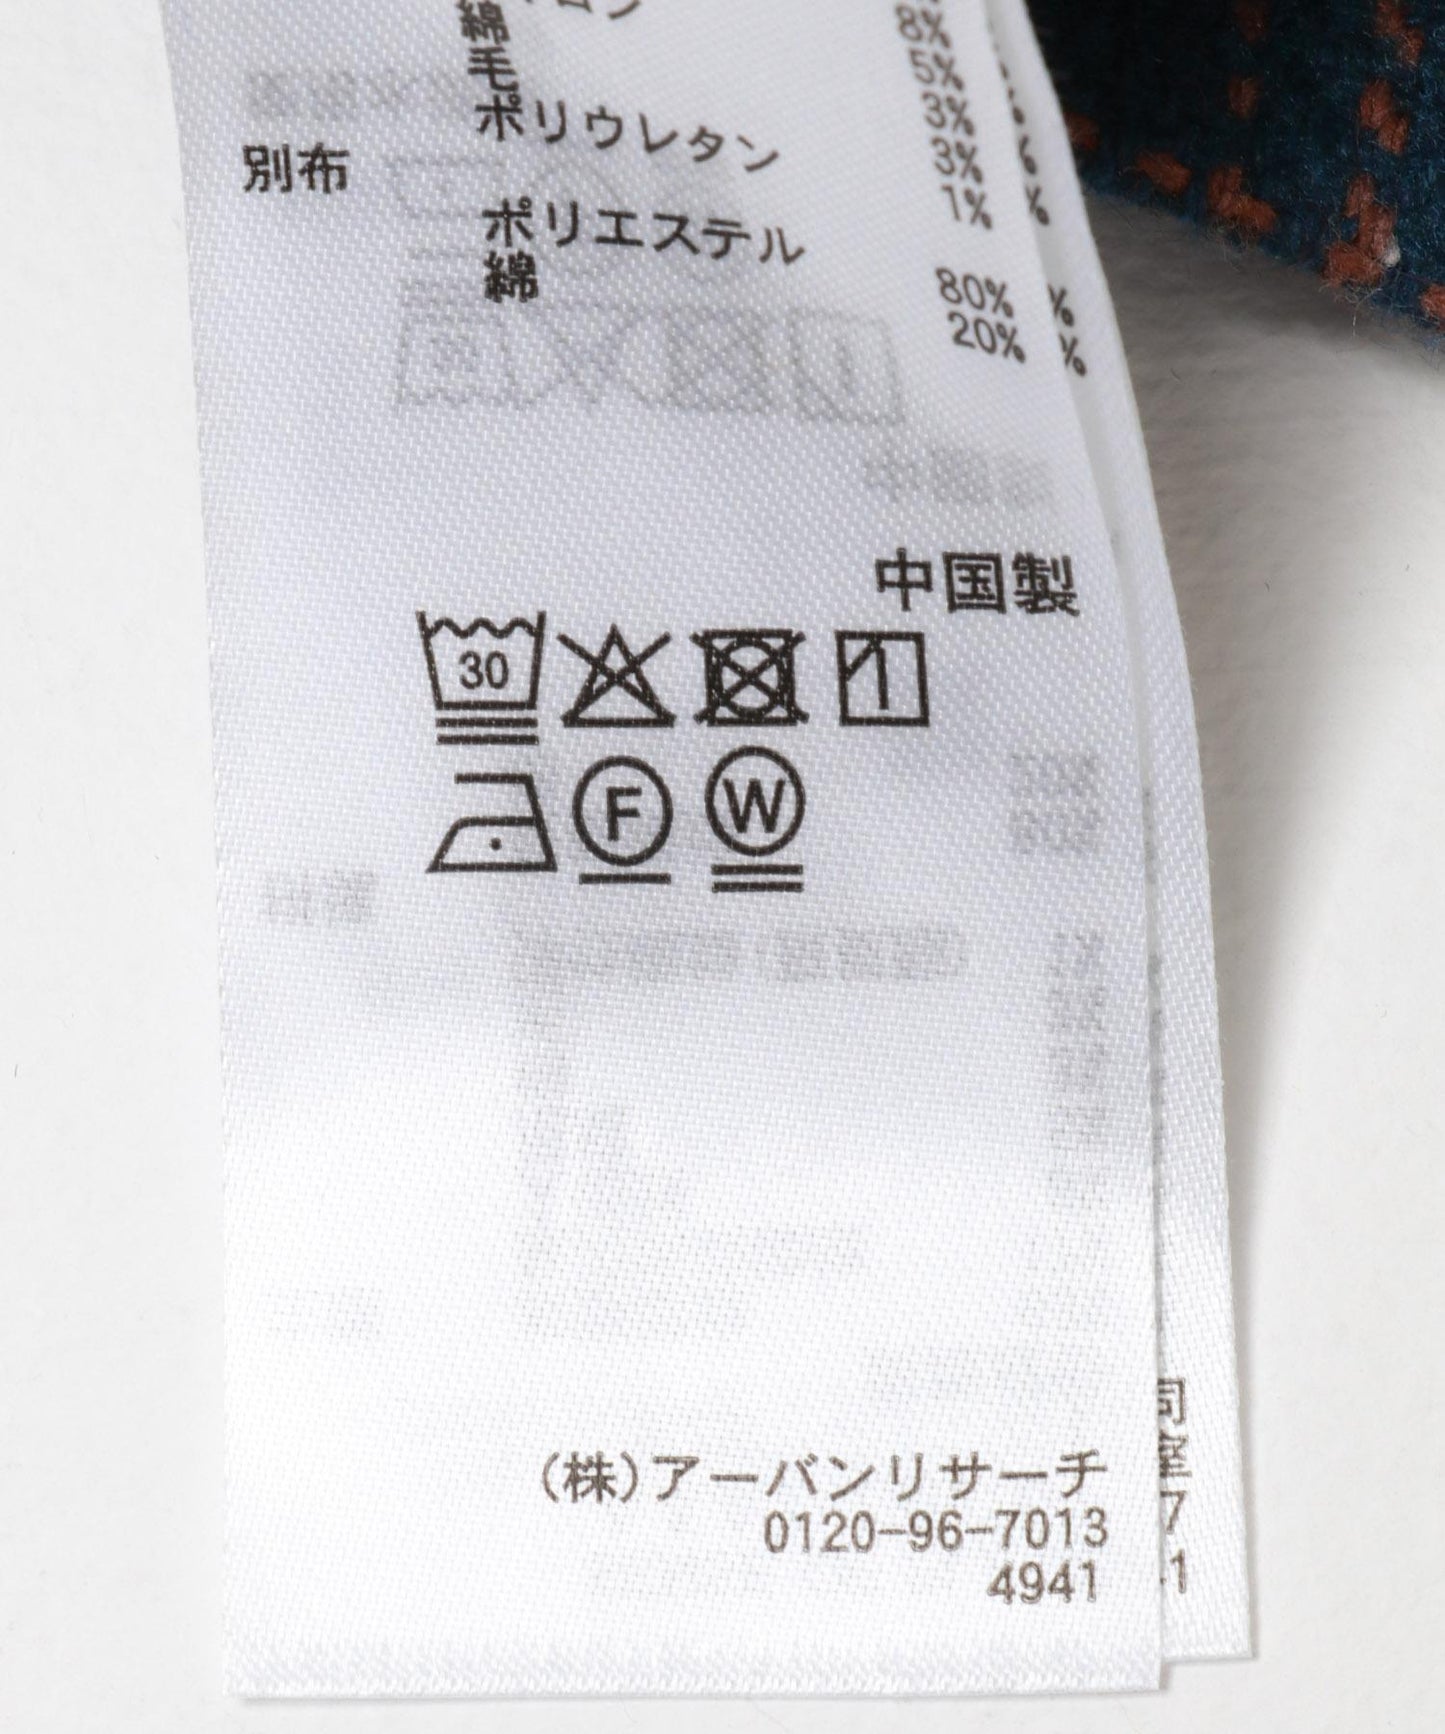 綿 8%
毛 5%
ポリウレタン 3%
3%
1%
別布
ポリエステル 80%
綿 20%
中国製
30
F W
(株)アーバンリサーチ
0120-96-7013
4941